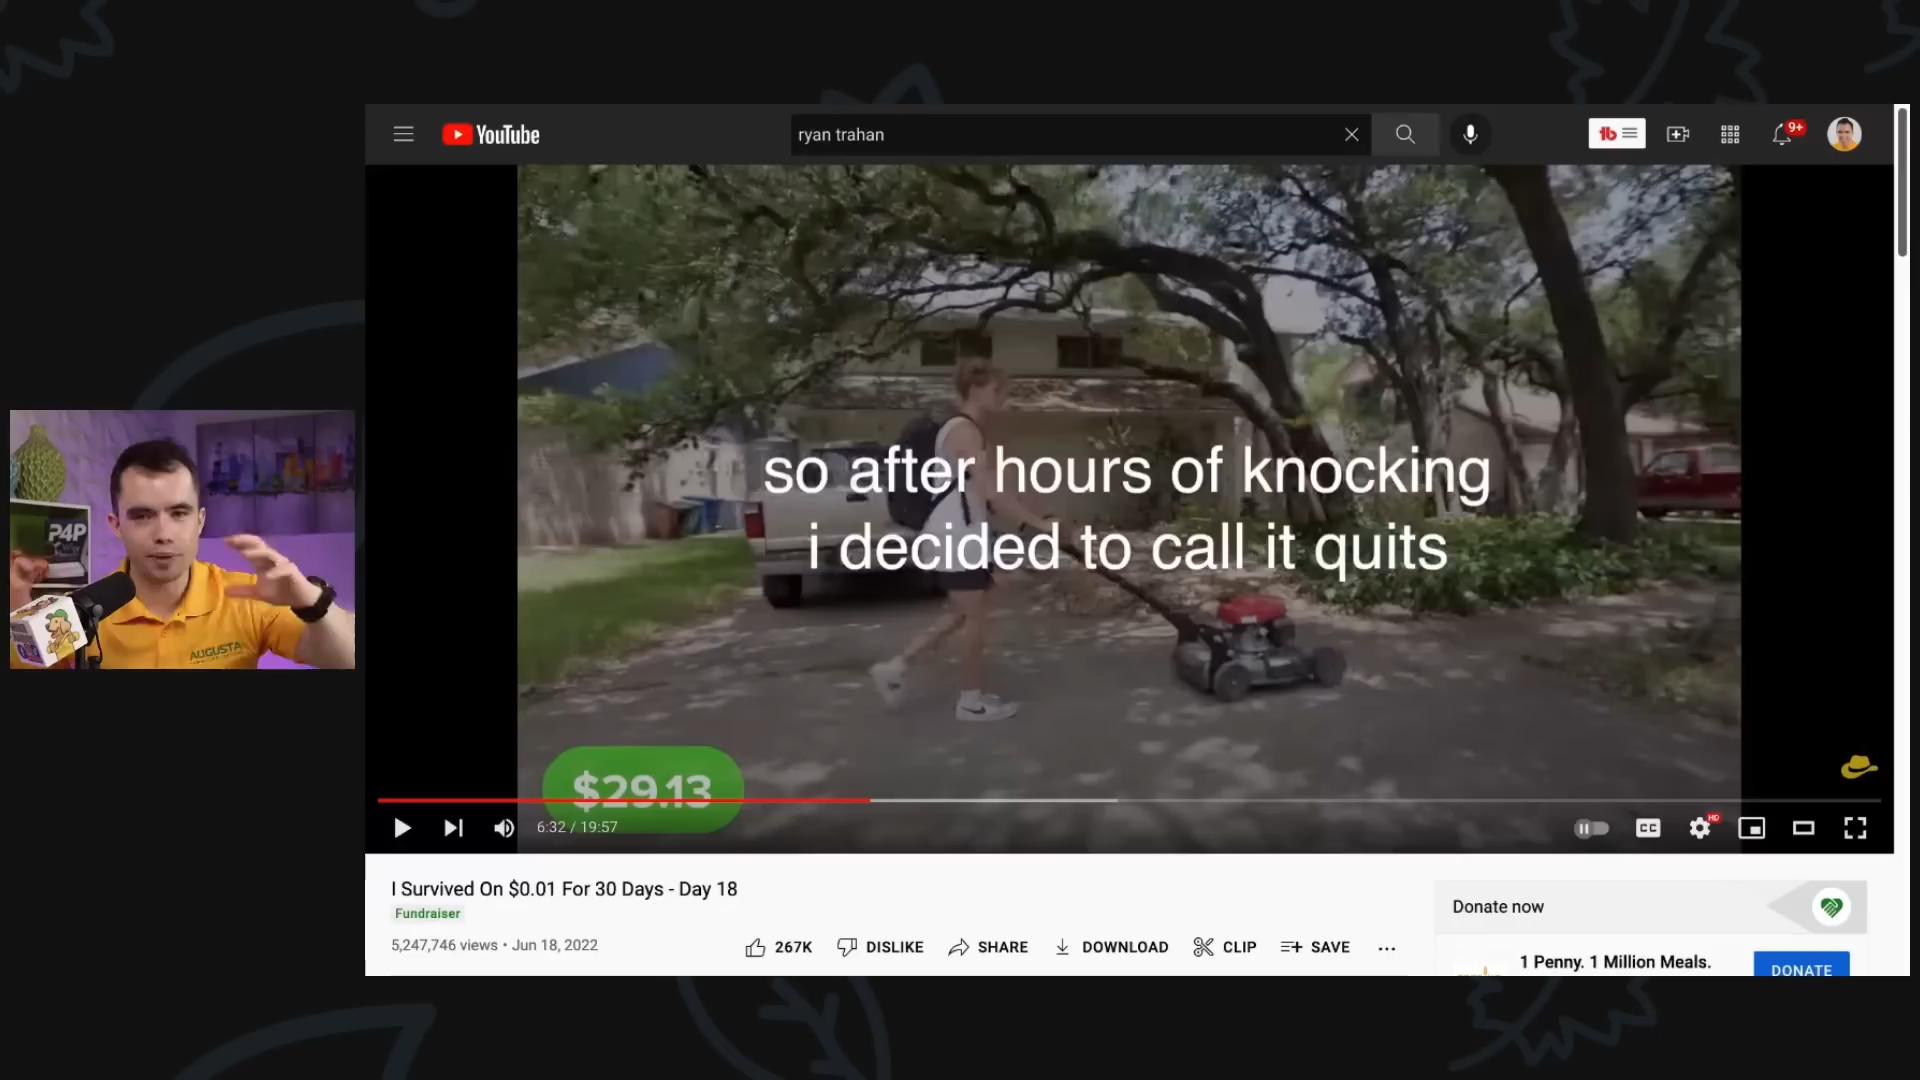 YouTube
ryan trahan
9+
so after hours of knocking
i decided to call it quits
P4P
AUGUSTA
$29.13
6:32 / 19:57
CC
HD
I Survived On $0.01 For 30 Days - Day 18
Fundraiser
5,247,746 views • Jun 18, 2022
267K
DISLIKE
SHARE
DOWNLOAD
CLIP
SAVE
Donate now
1 Penny. 1 Million Meals.
DONATE